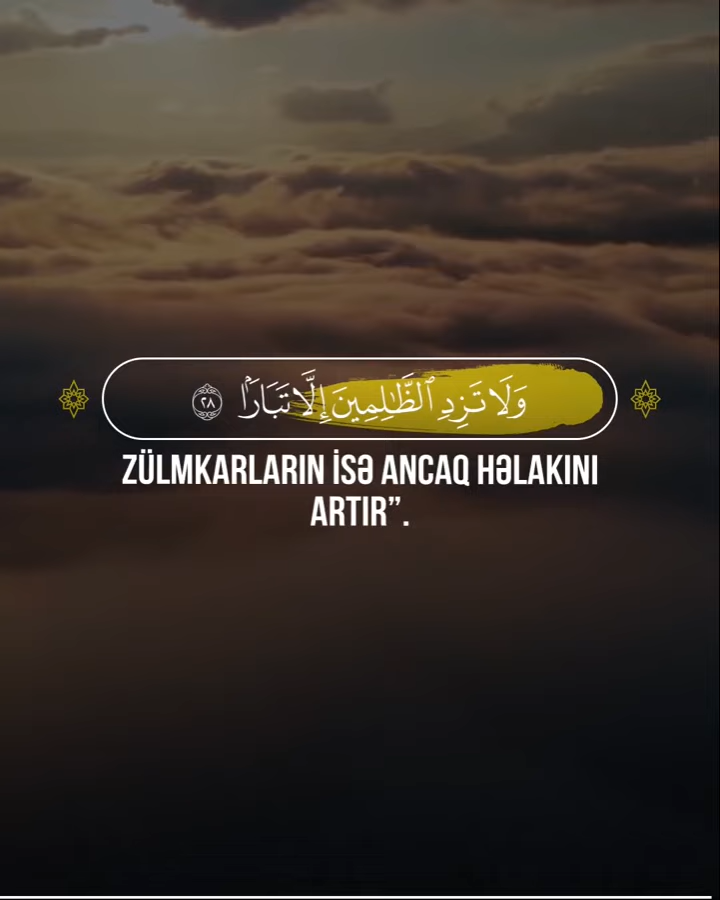 وَلَا تَزِدِ ٱلظَّـٰلِمِينَ إِلَّا تَبَارَۢا ٢٨
ZÜLMKARLARIN İSƏ ANCAQ HƏLAKINI
ARTIR”.